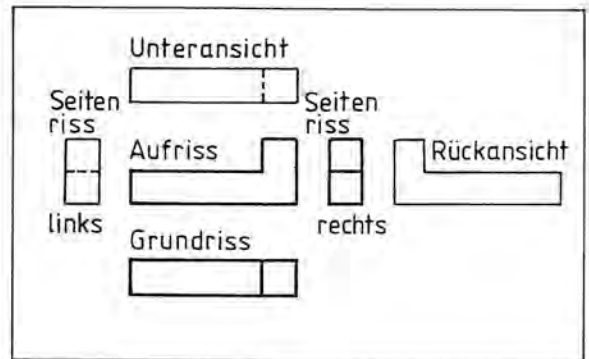 Unteransicht
Seiten
riss
Seiten
riss
Aufriss
Rückansicht
links
rechts
Grundriss